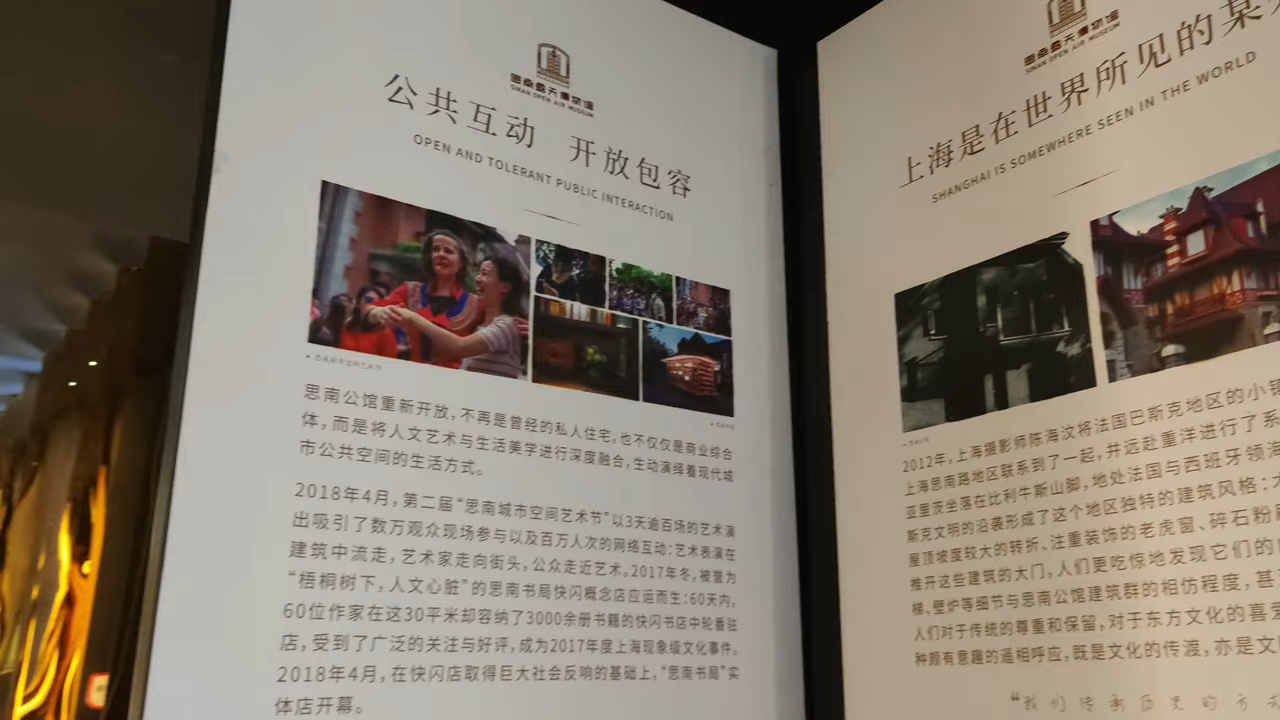 思南露天博物馆
SINAN OPEN AIR MUSEUM
公共互动 开放包容
OPEN AND TOLERANT PUBLIC INTERACTION
思南公馆重新开放，不再是曾经的私人住宅，也不仅仅是商业综合
体，而是将人文艺术与生活美学进行深度融合，生动演绎着现代城
市公共空间的生活方式。
2018年4月，第二届“思南城市空间艺术节”以3天逾百场的艺术演
出吸引了数万观众现场参与以及百万人次的网络互动：艺术表演在
建筑中流走，艺术家走向街头，公众走近艺术。2017年冬，被誉为
“梧桐树下，人文心脏”的思南书局快闪概念店应运而生：60天内，
60位作家在这30平米却容纳了3000余册书籍的快闪书店中轮番驻
店，受到了广泛的关注与好评，成为2017年度上海现象级文化事件。
2018年4月，在快闪店取得巨大社会反响的基础上，“思南书局”实
体店开幕。
思南露天博物馆
SINAN OPEN AIR MUSEUM
上海是在世界所见的某
SHANGHAI IS SOMEWHERE SEEN IN THE WORLD
2012年，上海摄影师陈海汶将法国巴斯克地区的小镇
上海思南路地区联系到了一起，并远赴重洋进行了系
亚里茨坐落在比利牛斯山脚，地处法国与西班牙领海
斯克文明的沿袭形成了这个地区独特的建筑风格：
屋顶坡度较大的转折、注重装饰的老虎窗、碎石粉
推开这些建筑的大门，人们更吃惊地发现它们的
梯、壁炉等细节与思南公馆建筑群的相仿程度，甚
人们对于传统的尊重和保留，对于东方文化的喜
种颇有意趣的遥相呼应，既是文化的传渡，亦是文
“我们传承历史的方